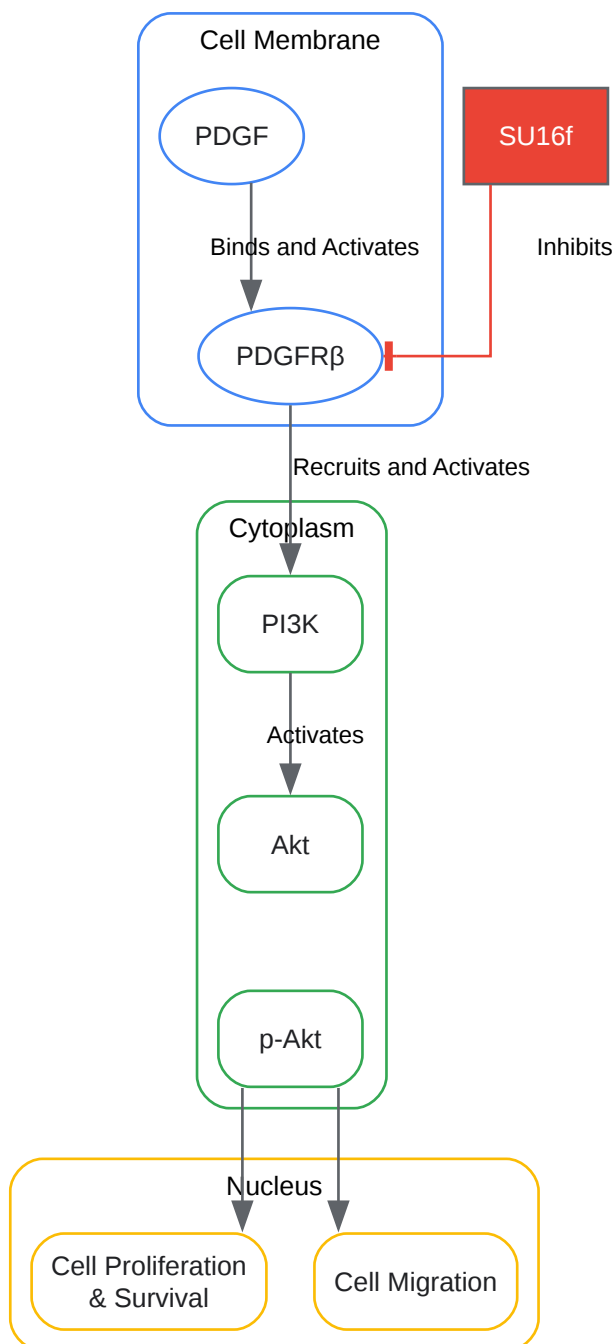 Cell Membrane
PDGF
SU16f
Binds and Activates
Inhibits
PDGFRβ
Recruits and Activates
Cytoplasm
PI3K
Activates
Akt
p-Akt
Nucleus
Cell Proliferation
& Survival
Cell Migration